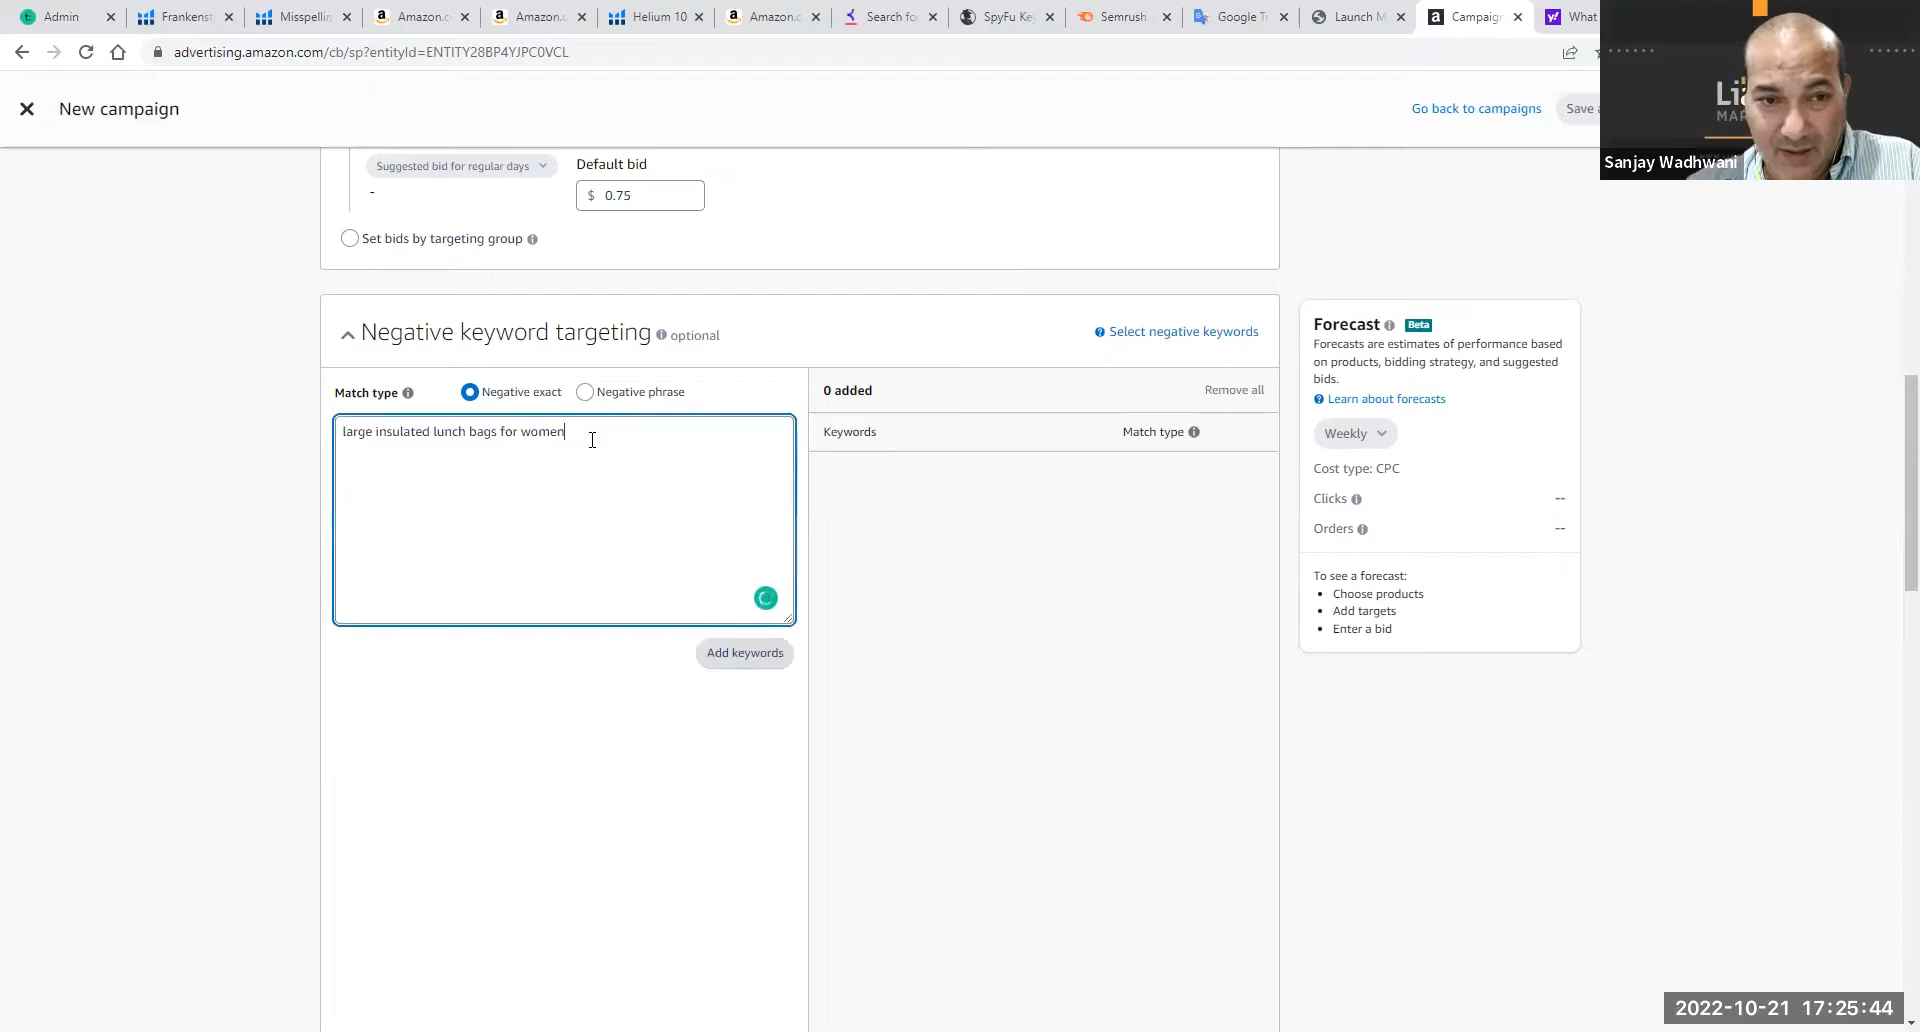 Admin
Frankenst
Misspellin
Amazon.c
Amazon.c
Helium 10
Amazon.c
Search fo
SpyFu Ke
Semrush
Google T
Launch M
Campaign
What
advertising.amazon.com/cb/sp?entityId=ENTITY28BP4YJPC0VCL
New campaign
Go back to campaigns
Save a
Lia
MAR
Sanjay Wadhwani
Suggested bid for regular days
Default bid
-
$ 0.75
Set bids by targeting group
Negative keyword targeting optional
Select negative keywords
Match type
Negative exact
Negative phrase
0 added
Remove all
large insulated lunch bags for women
Keywords
Match type
Add keywords
Forecast Beta
Forecasts are estimates of performance based
on products, bidding strategy, and suggested
bids.
Learn about forecasts
Weekly
Cost type: CPC
Clicks --
Orders --
To see a forecast:
• Choose products
• Add targets
• Enter a bid
2022-10-21 17:25:44